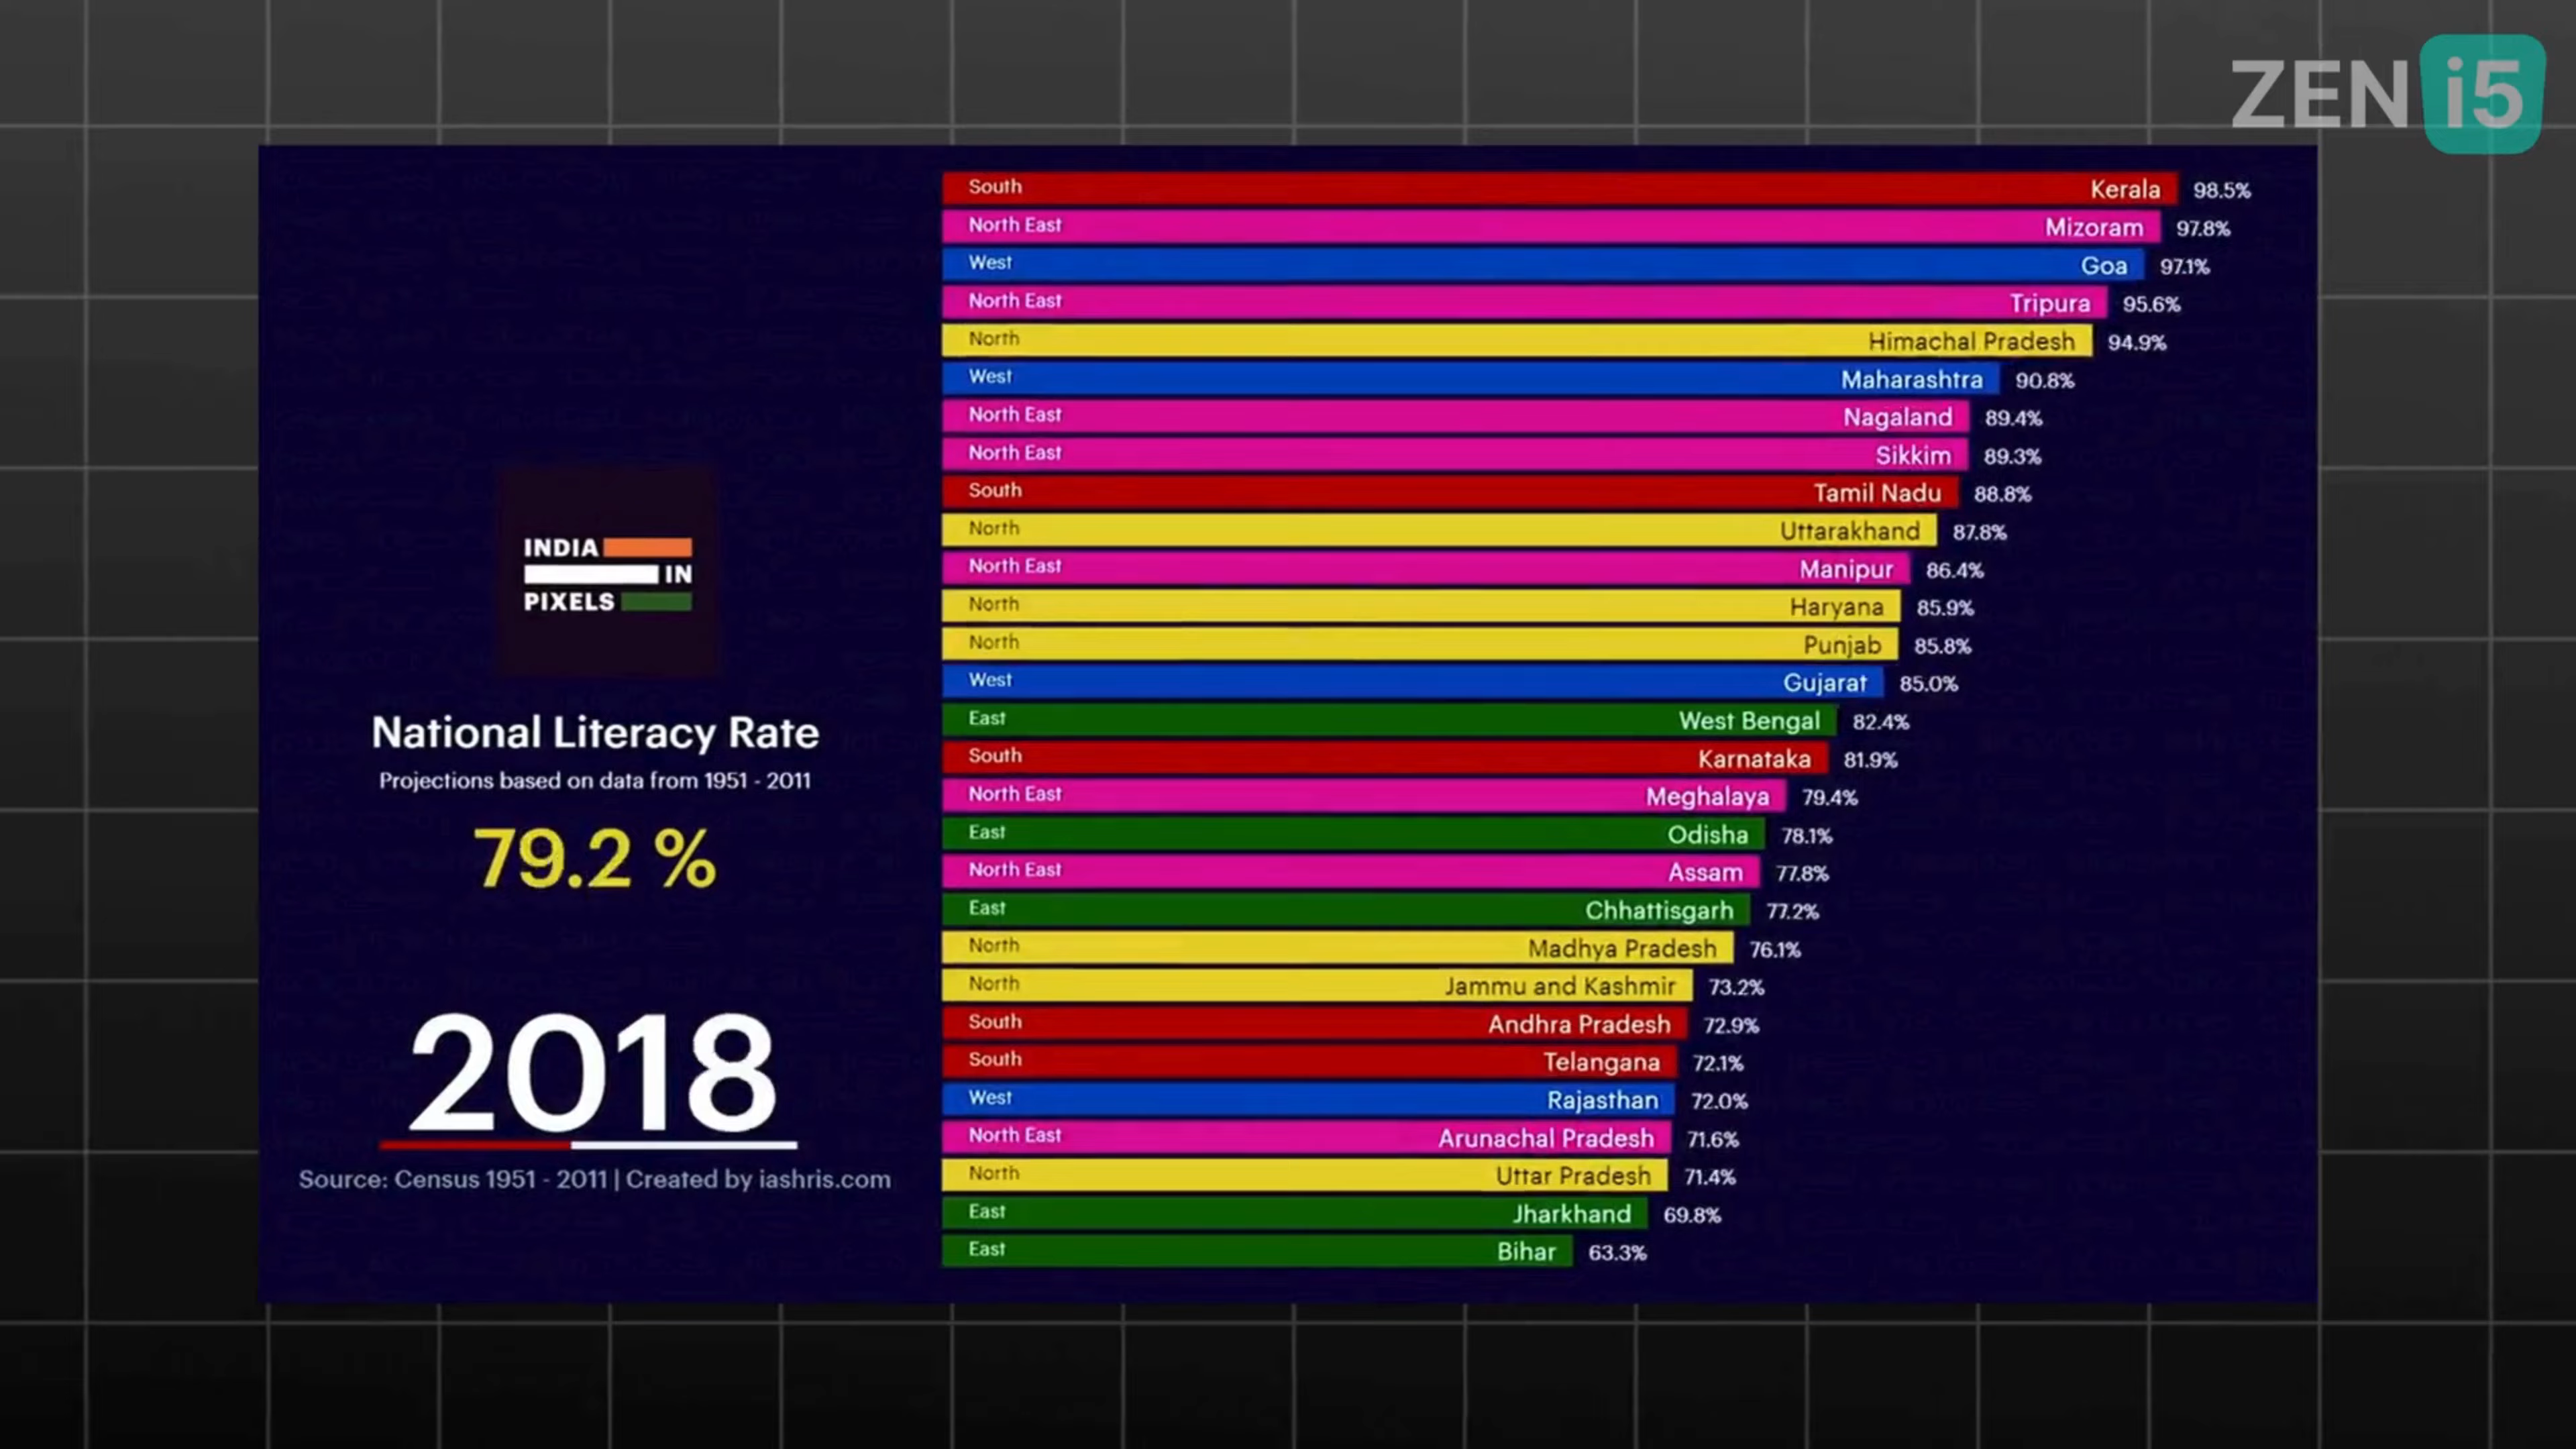 ZEN i5
South Kerala 98.5%
North East Mizoram 97.8%
West Goa 97.1%
North East Tripura 95.6%
North Himachal Pradesh 94.9%
West Maharashtra 90.8%
North East Nagaland 89.4%
North East Sikkim 89.3%
South Tamil Nadu 88.8%
North Uttarakhand 87.8%
North East Manipur 86.4%
North Haryana 85.9%
North Punjab 85.8%
West Gujarat 85.0%
East West Bengal 82.4%
South Karnataka 81.9%
North East Meghalaya 79.4%
East Odisha 78.1%
North East Assam 77.8%
East Chhattisgarh 77.2%
North Madhya Pradesh 76.1%
North Jammu and Kashmir 73.2%
South Andhra Pradesh 72.9%
South Telangana 72.1%
West Rajasthan 72.0%
North East Arunachal Pradesh 71.6%
North Uttar Pradesh 71.4%
East Jharkhand 69.8%
East Bihar 63.3%
INDIA
IN
PIXELS
National Literacy Rate
Projections based on data from 1951 - 2011
79.2 %
2018
Source: Census 1951 - 2011 | Created by iashris.com